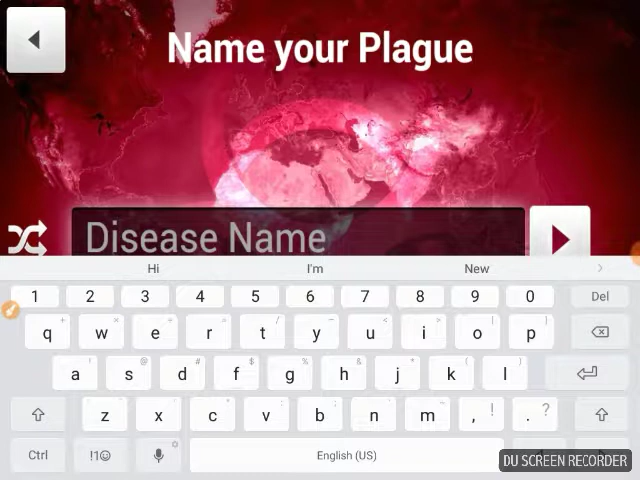 Name your Plague
Disease Name
Hi I'm New
1 2 3 4 5 6 7 8 9 0 Del
q w e r t y u i o p
a s d f g h j k l
z x c v b n m , ! . ?
Ctrl !1☺ English (US)
DU SCREEN RECORDER